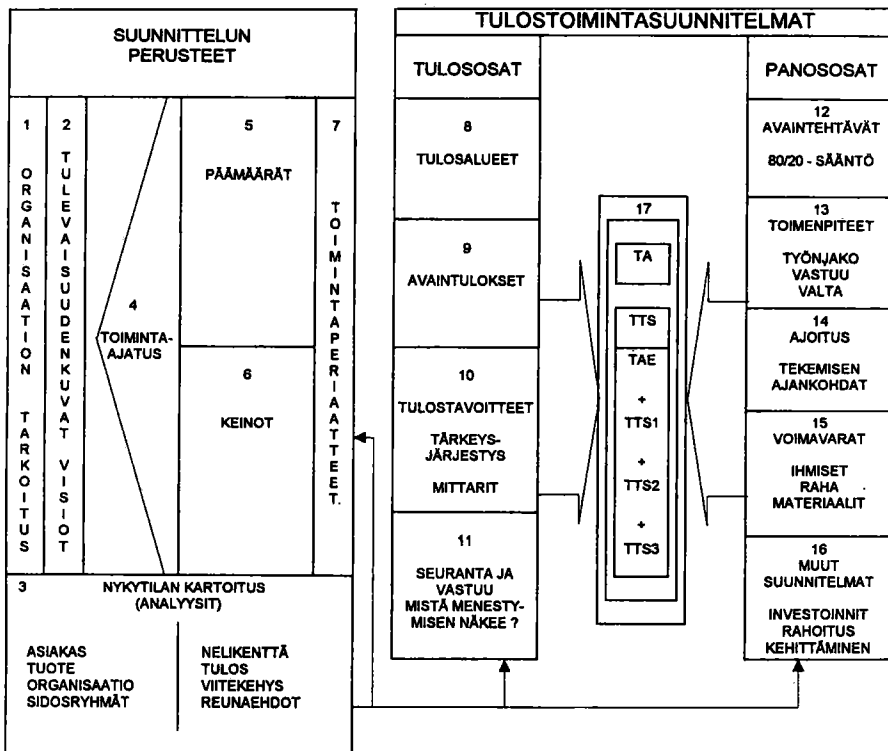 SUUNNITTELUN
PERUSTEET
1
ORGANISAATION TARKOITUS
2
TULEVAISUUDENKUVAT VISIOT
4
TOIMINTA-
AJATUS
5
PÄÄMÄÄRÄT
6
KEINOT
7
TOIMINTAPERIAATTEET.
3
NYKYTILAN KARTOITUS
(ANALYYSIT)
ASIAKAS
TUOTE
ORGANISAATIO
SIDOSRYHMÄT
NELIKENTTÄ
TULOS
VIITEKEHYS
REUNAEHDOT
TULOSTOIMINTASUUNNITELMAT
TULOSOSAT
8
TULOSALUEET
9
AVAINTULOKSET
10
TULOSTAVOITTEET
TÄRKEYS-
JÄRJESTYS
MITTARIT
11
SEURANTA JA
VASTUU
MISTÄ MENESTY-
MISEN NÄKEE ?
17
TA
TTS
TAE
+
TTS1
+
TTS2
+
TTS3
PANOSOSAT
12
AVAINTEHTÄVÄT
80/20 - SÄÄNTÖ
13
TOIMENPITEET
TYÖNJAKO
VASTUU
VALTA
14
AJOITUS
TEKEMISEN
AJANKOHDAT
15
VOIMAVARAT
IHMISET
RAHA
MATERIAALIT
16
MUUT
SUUNNITELMAT
INVESTOINNIT
RAHOITUS
KEHITTÄMINEN